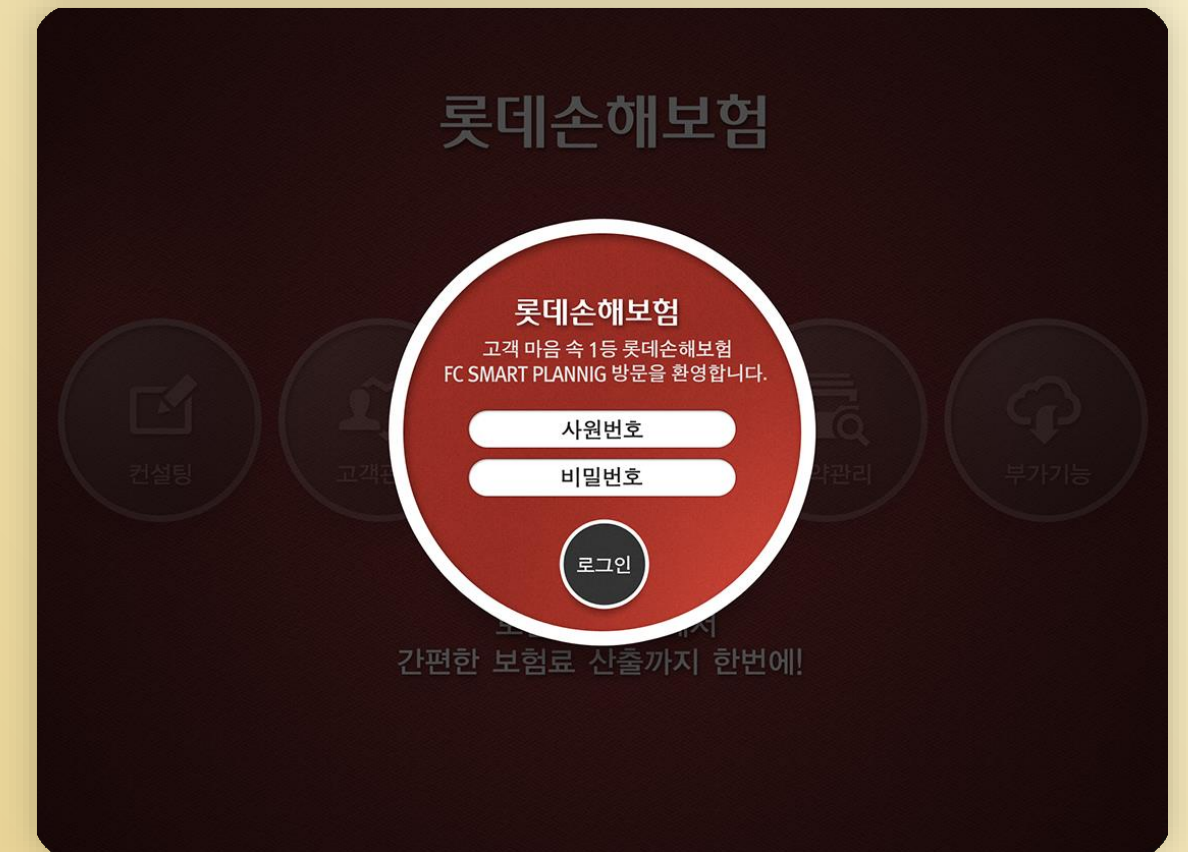 롯데손해보험
롯데손해보험
고객 마음 속 1등 롯데손해보험
FC SMART PLANNIG 방문을 환영합니다.
사원번호
비밀번호
로그인
컨설팅
부가기능
간편한 보험료 산출까지 한번에!